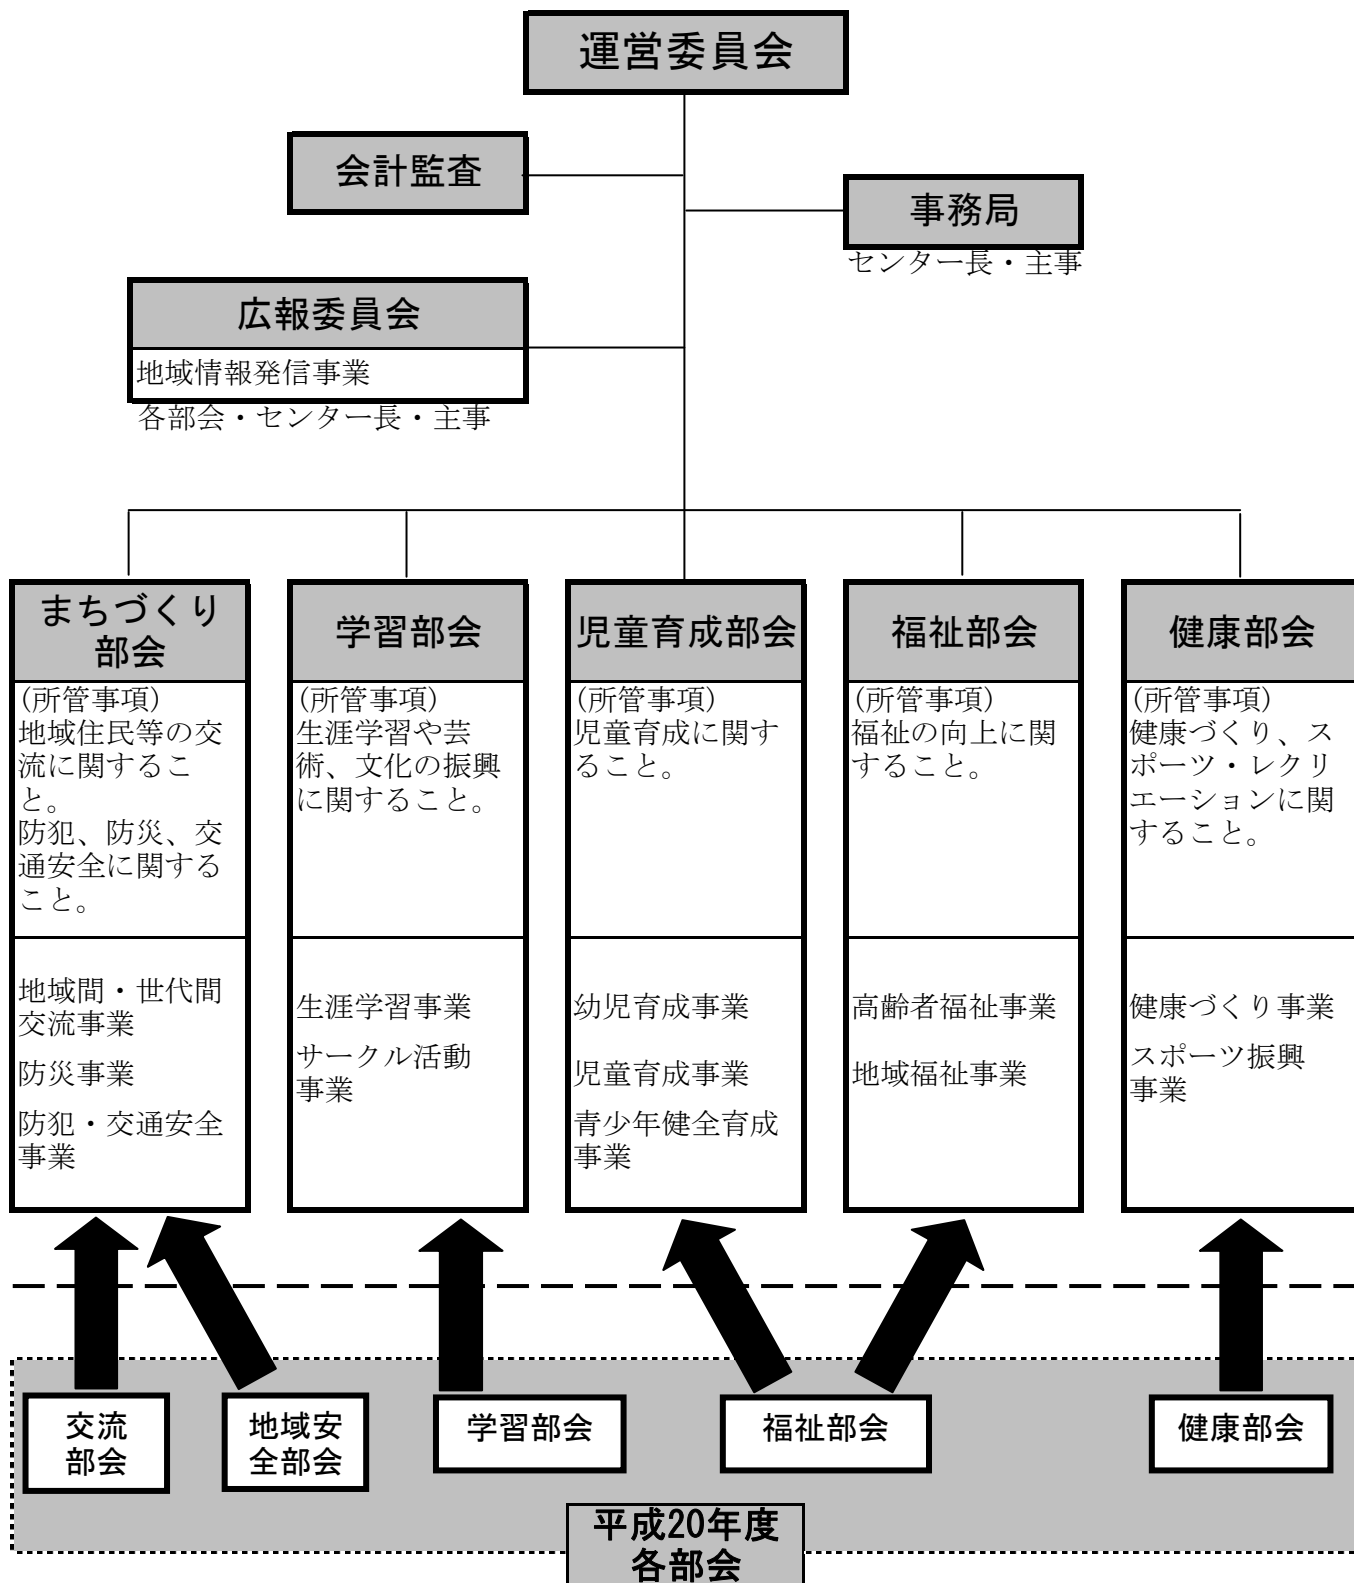 運営委員会
会計監査
事務局
センター長・主事
広報委員会
地域情報発信事業
各部会・センター長・主事
まちづくり
部会
(所管事項)
地域住民等の交
流に関するこ
と。
防犯、防災、交
通安全に関する
こと。
地域間・世代間
交流事業
防災事業
防犯・交通安全
事業
学習部会
(所管事項)
生涯学習や芸
術、文化の振興
に関すること。
生涯学習事業
サークル活動
事業
児童育成部会
(所管事項)
児童育成に関す
ること。
幼児育成事業
児童育成事業
青少年健全育成
事業
福祉部会
(所管事項)
福祉の向上に関
すること。
高齢者福祉事業
地域福祉事業
健康部会
(所管事項)
健康づくり、ス
ポーツ・レクリ
エーションに関
すること。
健康づくり事業
スポーツ振興
事業
交流
部会
地域安
全部会
学習部会
福祉部会
健康部会
平成20年度
各部会